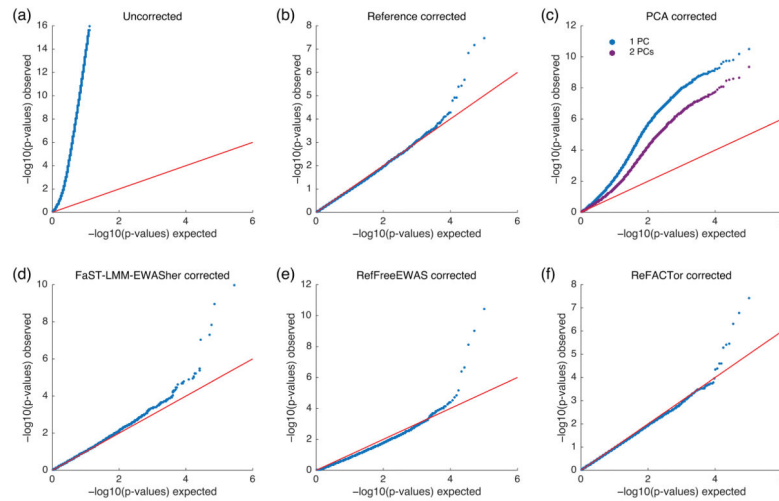 (a)
Uncorrected
16
14
12
10
8
6
4
2
0
0
2
4
6
−log10(p-values) observed
−log10(p-values) expected
(b)
Reference corrected
8
7
6
5
4
3
2
1
0
0
2
4
6
−log10(p-values) observed
−log10(p-values) expected
(c)
PCA corrected
1 PC
2 PCs
12
10
8
6
4
2
0
0
2
4
−log10(p-values) observed
−log10(p-values) expected
(d)
FaST-LMM-EWASher corrected
10
8
6
4
2
0
0
2
4
6
−log10(p-values) observed
−log10(p-values) expected
(e)
RefFreeEWAS corrected
12
10
8
6
4
2
0
0
2
4
6
−log10(p-values) observed
−log10(p-values) expected
(f)
ReFACTor corrected
8
7
6
5
4
3
2
1
0
0
2
4
−log10(p-values) observed
−log10(p-values) expected